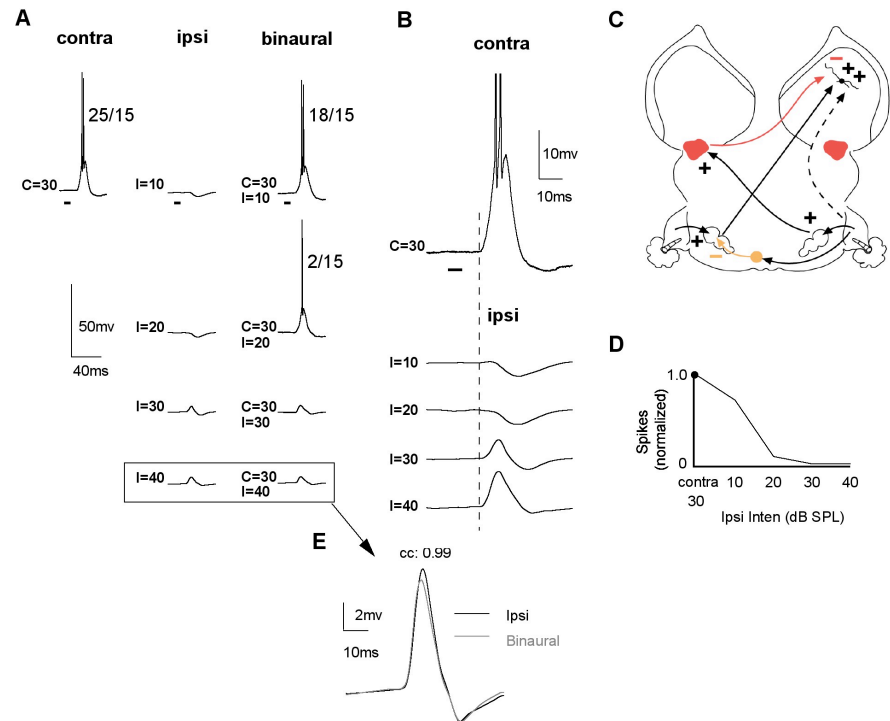 A
contra
ipsi
binaural
25/15
18/15
C=30
I=10
C=30
I=10
2/15
50mv
40ms
I=20
C=30
I=20
I=30
C=30
I=30
I=40
C=30
I=40
B
contra
10mv
10ms
C=30
ipsi
I=10
I=20
I=30
I=40
C
−
+
+
+
+
+
−
D
1.0
Spikes
(normalized)
0
contra
30
10 20 30 40
Ipsi Inten (dB SPL)
E
cc: 0.99
2mv
10ms
Ipsi
Binaural